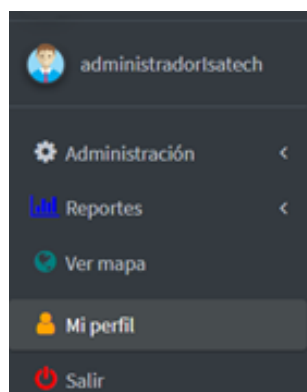 administradorIsatech
Administración
Reportes
Ver mapa
Mi perfil
Salir